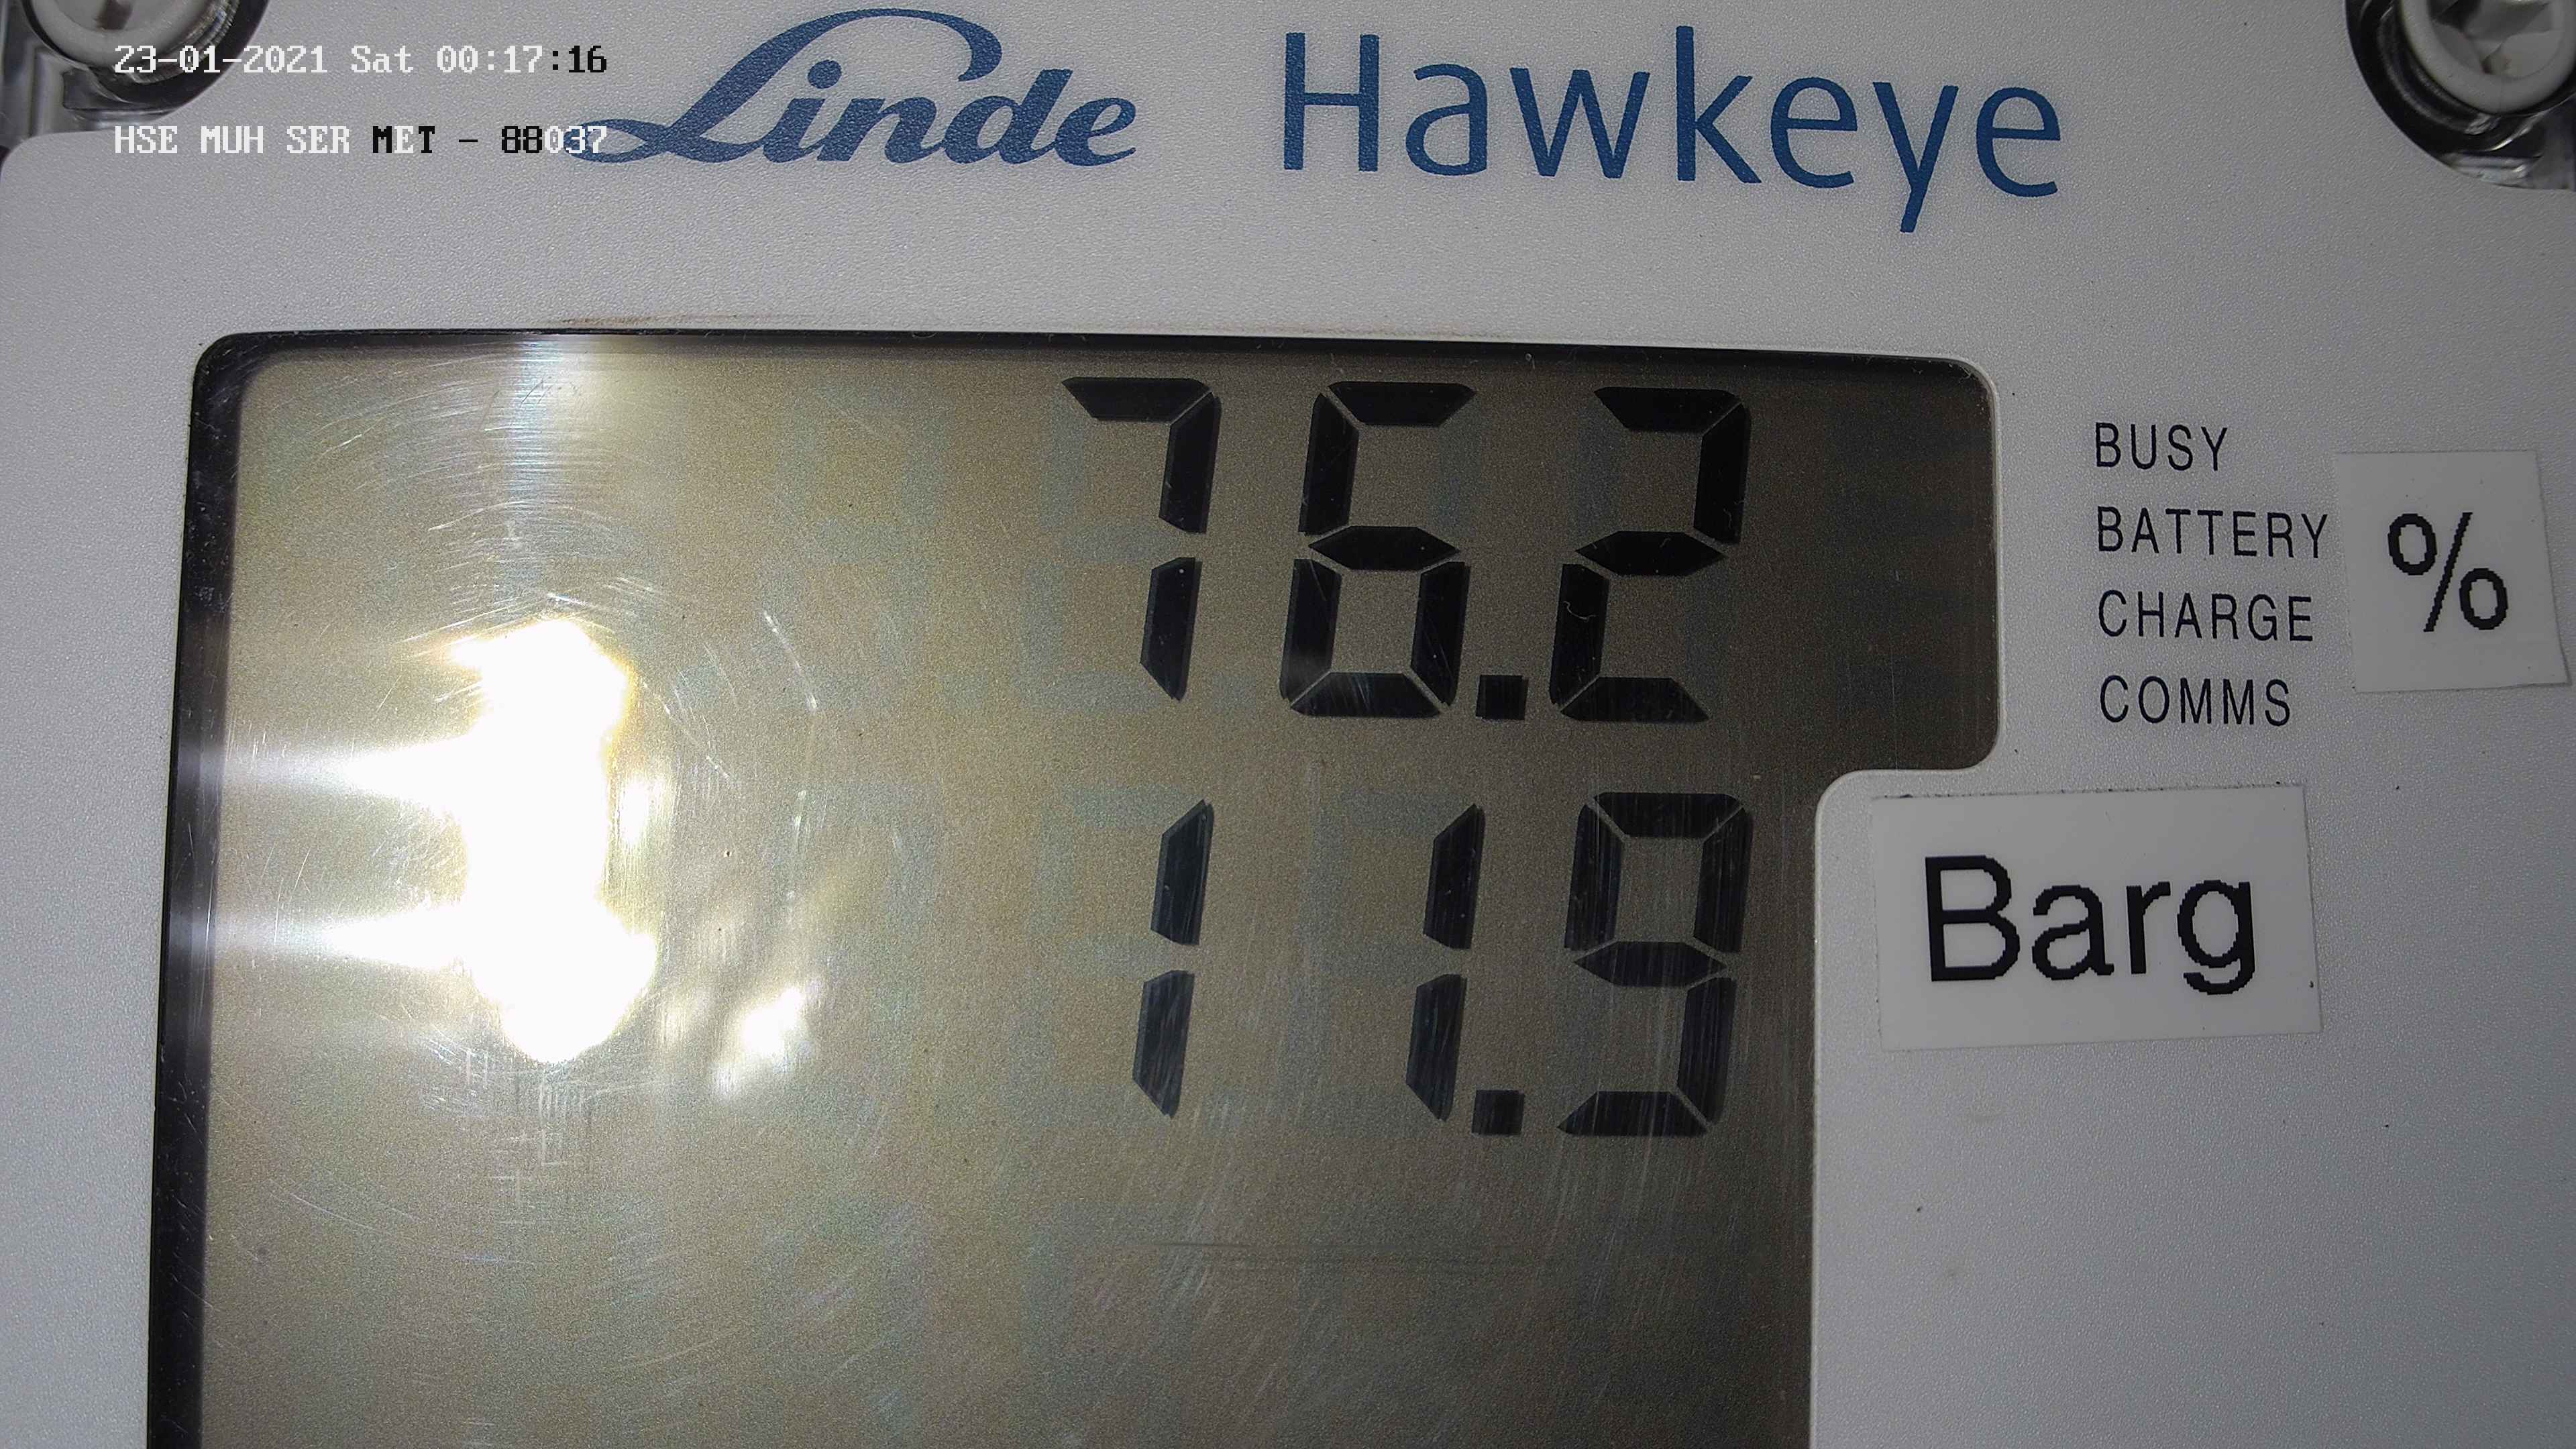 23-01-2021 Sat 00:17:16
HSE MUH SER MET - 88037
Linde Hawkeye
76.2
BUSY
BATTERY
CHARGE
COMMS
%
11.9
Barg